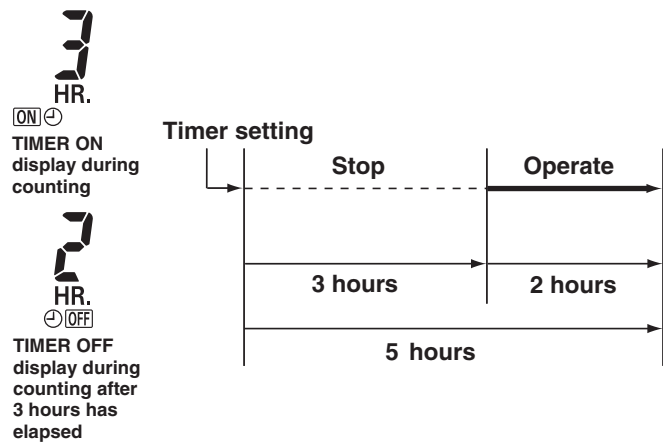 3
HR.
ON
TIMER ON
display during
counting
2
HR.
OFF
TIMER OFF
display during
counting after
3 hours has
elapsed
Timer setting
Stop
Operate
3 hours
2 hours
5 hours